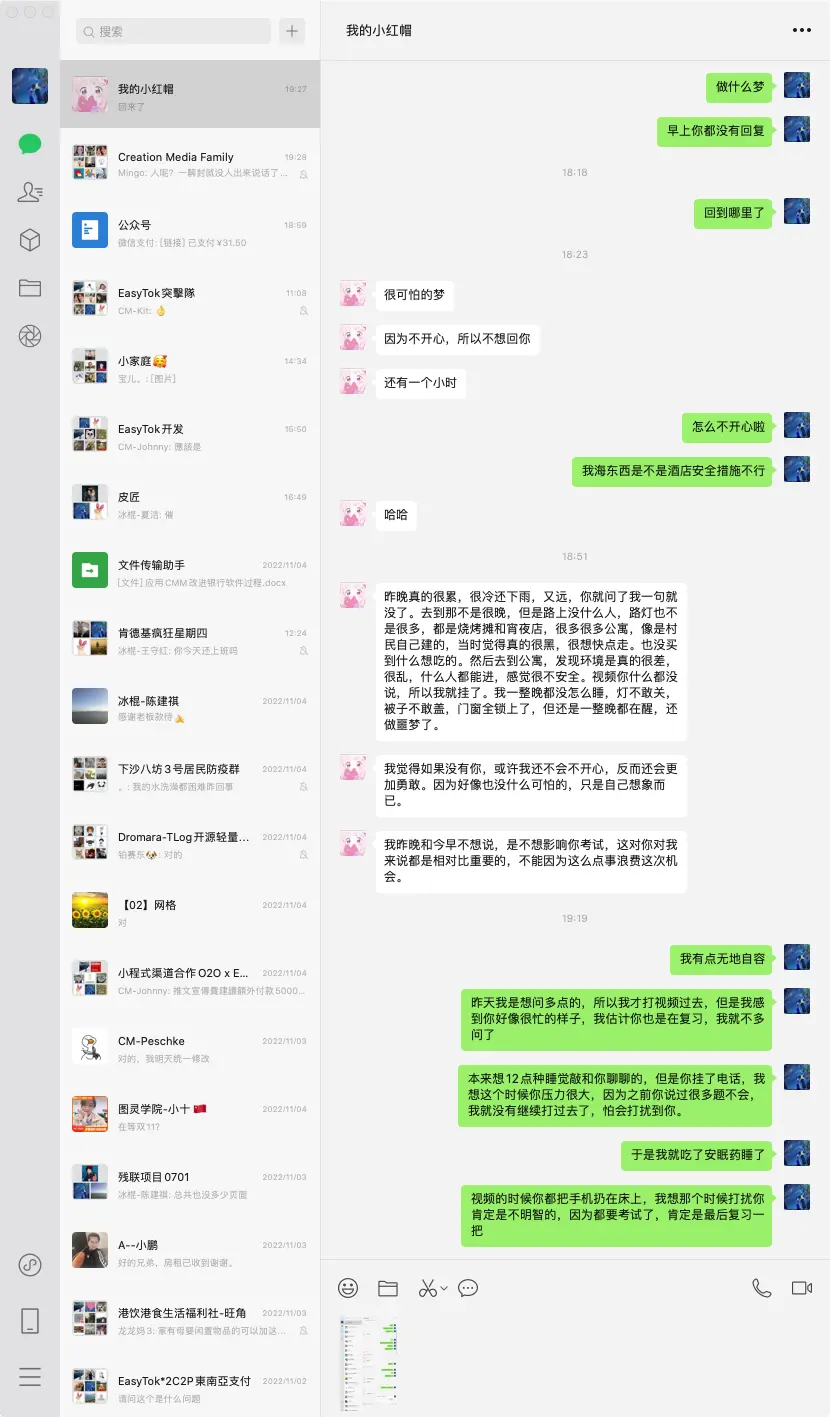 搜索
我的小红帽
19:27
回来了
Creation Media Family
19:28
Mingo: 人呢？一解封就没人出来说话了...
公众号
18:59
微信支付: [链接] 已支付¥31.50
EasyTok突擊隊
11:08
CM-Kit: 👌
小家庭🥰
14:34
宝儿。: [图片]
EasyTok开发
15:50
CM-Johnny: 應該是
皮匠
16:49
冰棍-夏洁: 催
文件传输助手
2022/11/04
[文件] 应用CMM改进银行软件过程.docx
肯德基疯狂星期四
12:24
冰棍-王守红: 你今天还上班吗
冰棍-陈建祺
2022/11/04
感谢老板款待🙏
下沙八坊3号居民防疫群
2022/11/04
。: 我的水洗澡都困难昨回事
Dromara-TLog开源轻量...
2022/11/04
铂赛东🐶: 对的
【02】网格
2022/11/04
对
小程式渠道合作O2O x E...
2022/11/04
CM-Johnny: 推文宣傳費建議額外付款5000...
CM-Peschke
2022/11/03
对的，我明天统一修改
图灵学院-小十🇨🇳
2022/11/04
在等双11?
残联项目0701
2022/11/03
冰棍-陈建祺: 总共也没多少页面
A--小鹏
2022/11/03
好的兄弟，房租已收到谢谢。
港饮港食生活福利社-旺角
2022/11/03
龙龙妈3: 家有母婴闲置物品的可以加这...
EasyTok*2C2P東南亞支付
2022/11/02
请问这个是什么问题
我的小红帽
做什么梦
早上你都没有回复
18:18
回到哪里了
18:23
很可怕的梦
因为不开心，所以不想回你
还有一个小时
怎么不开心啦
我海东西是不是酒店安全措施不行
哈哈
18:51
昨晚真的很累，很冷还下雨，又远，你就问了我一句就
没了。去到那不是很晚，但是路上没什么人，路灯也不
是很多，都是烧烤摊和宵夜店，很多很多公寓，像是村
民自己建的，当时觉得真的很黑，很想快点走。也没买
到什么想吃的。然后去到公寓，发现环境是真的很差，
很乱，什么人都能进，感觉很不安全。视频你什么都没
说，所以我就挂了。我一整晚都没怎么睡，灯不敢关，
被子不敢盖，门窗全锁上了，但还是一整晚都在醒，还
做噩梦了。
我觉得如果没有你，或许我还不会不开心，反而还会更
加勇敢。因为好像也没什么可怕的，只是自己想象而
已。
我昨晚和今早不想说，是不想影响你考试，这对你对我
来说都是相对比重要的，不能因为这么点事浪费这次机
会。
19:19
我有点无地自容
昨天我是想问多点的，所以我才打视频过去，但是我感
到你好像很忙的样子，我估计你也是在复习，我就不多
问了
本来想12点种睡觉敲和你聊聊的，但是你挂了电话，我
想这个时候你压力很大，因为之前你说过很多题不会，
我就没有继续打过去了，怕会打扰到你。
于是我就吃了安眠药睡了
视频的时候你都把手机扔在床上，我想那个时候打扰你
肯定是不明智的，因为都要考试了，肯定是最后复习一
把